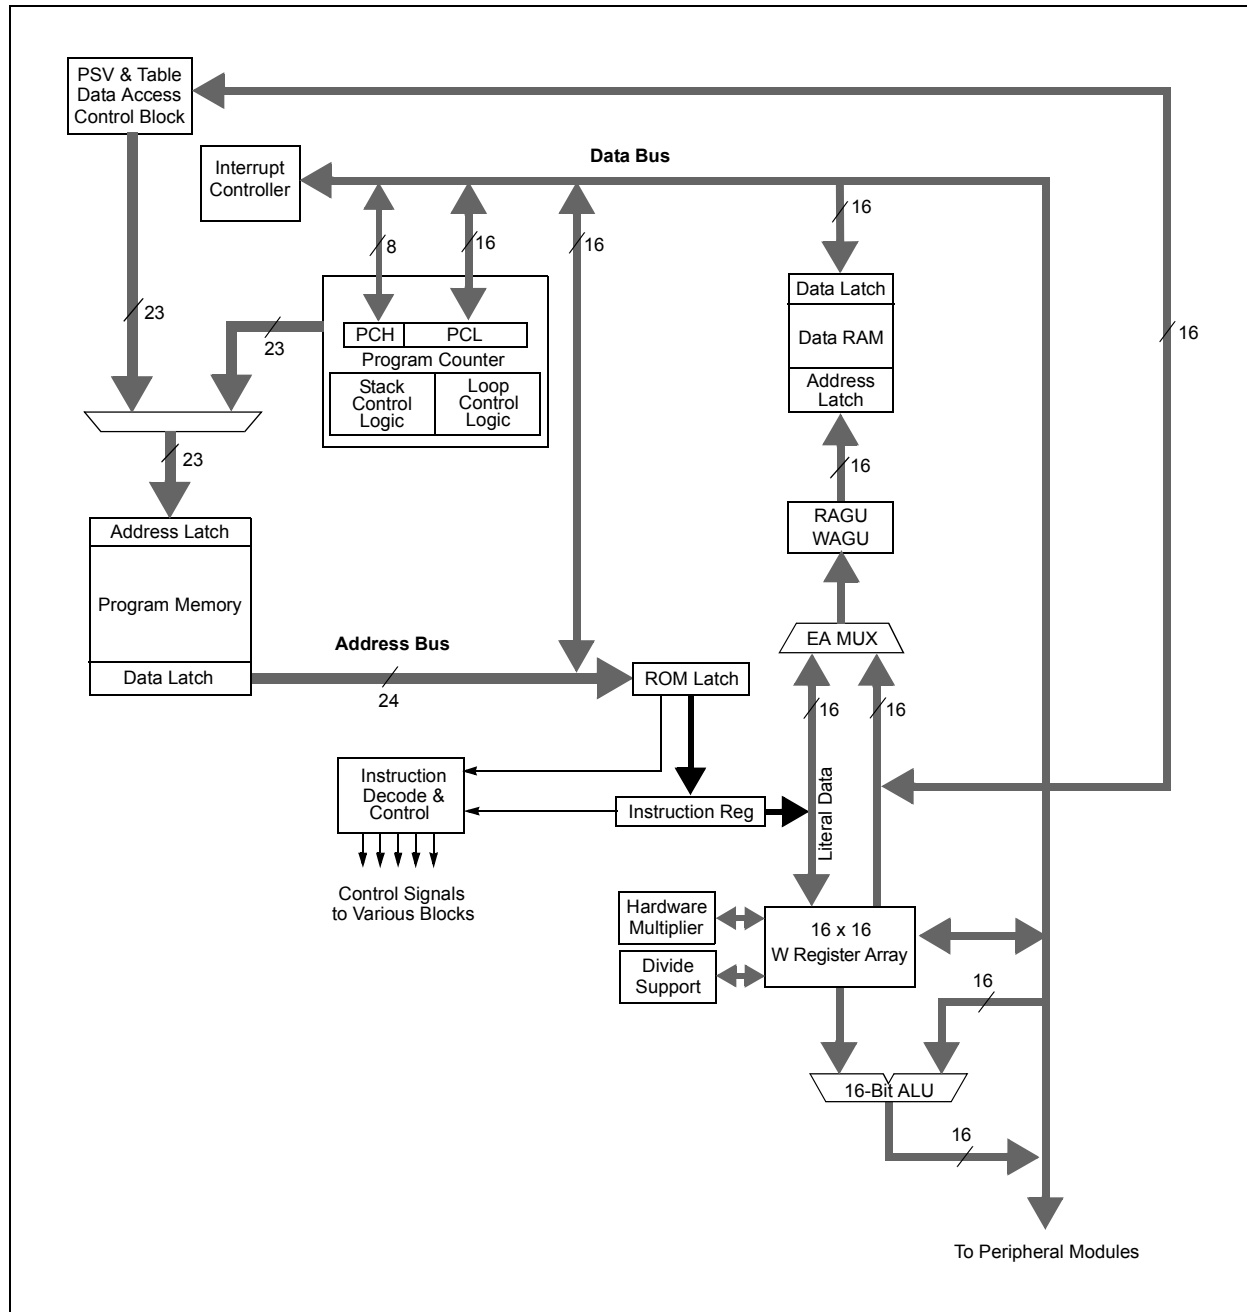 PSV & Table
Data Access
Control Block
Data Bus
Interrupt
Controller
16
8
16
16
Data Latch
23
23
16
PCH
PCL
Data RAM
Program Counter
Stack
Control
Logic
Loop
Control
Logic
Address
Latch
23
16
RAGU
WAGU
Address Latch
Program Memory
Address Bus
EA MUX
Data Latch
ROM Latch
24
16
16
Instruction
Decode &
Control
Literal Data
Instruction Reg
Control Signals
to Various Blocks
Hardware
Multiplier
16 x 16
W Register Array
Divide
Support
16
16-Bit ALU
16
To Peripheral Modules